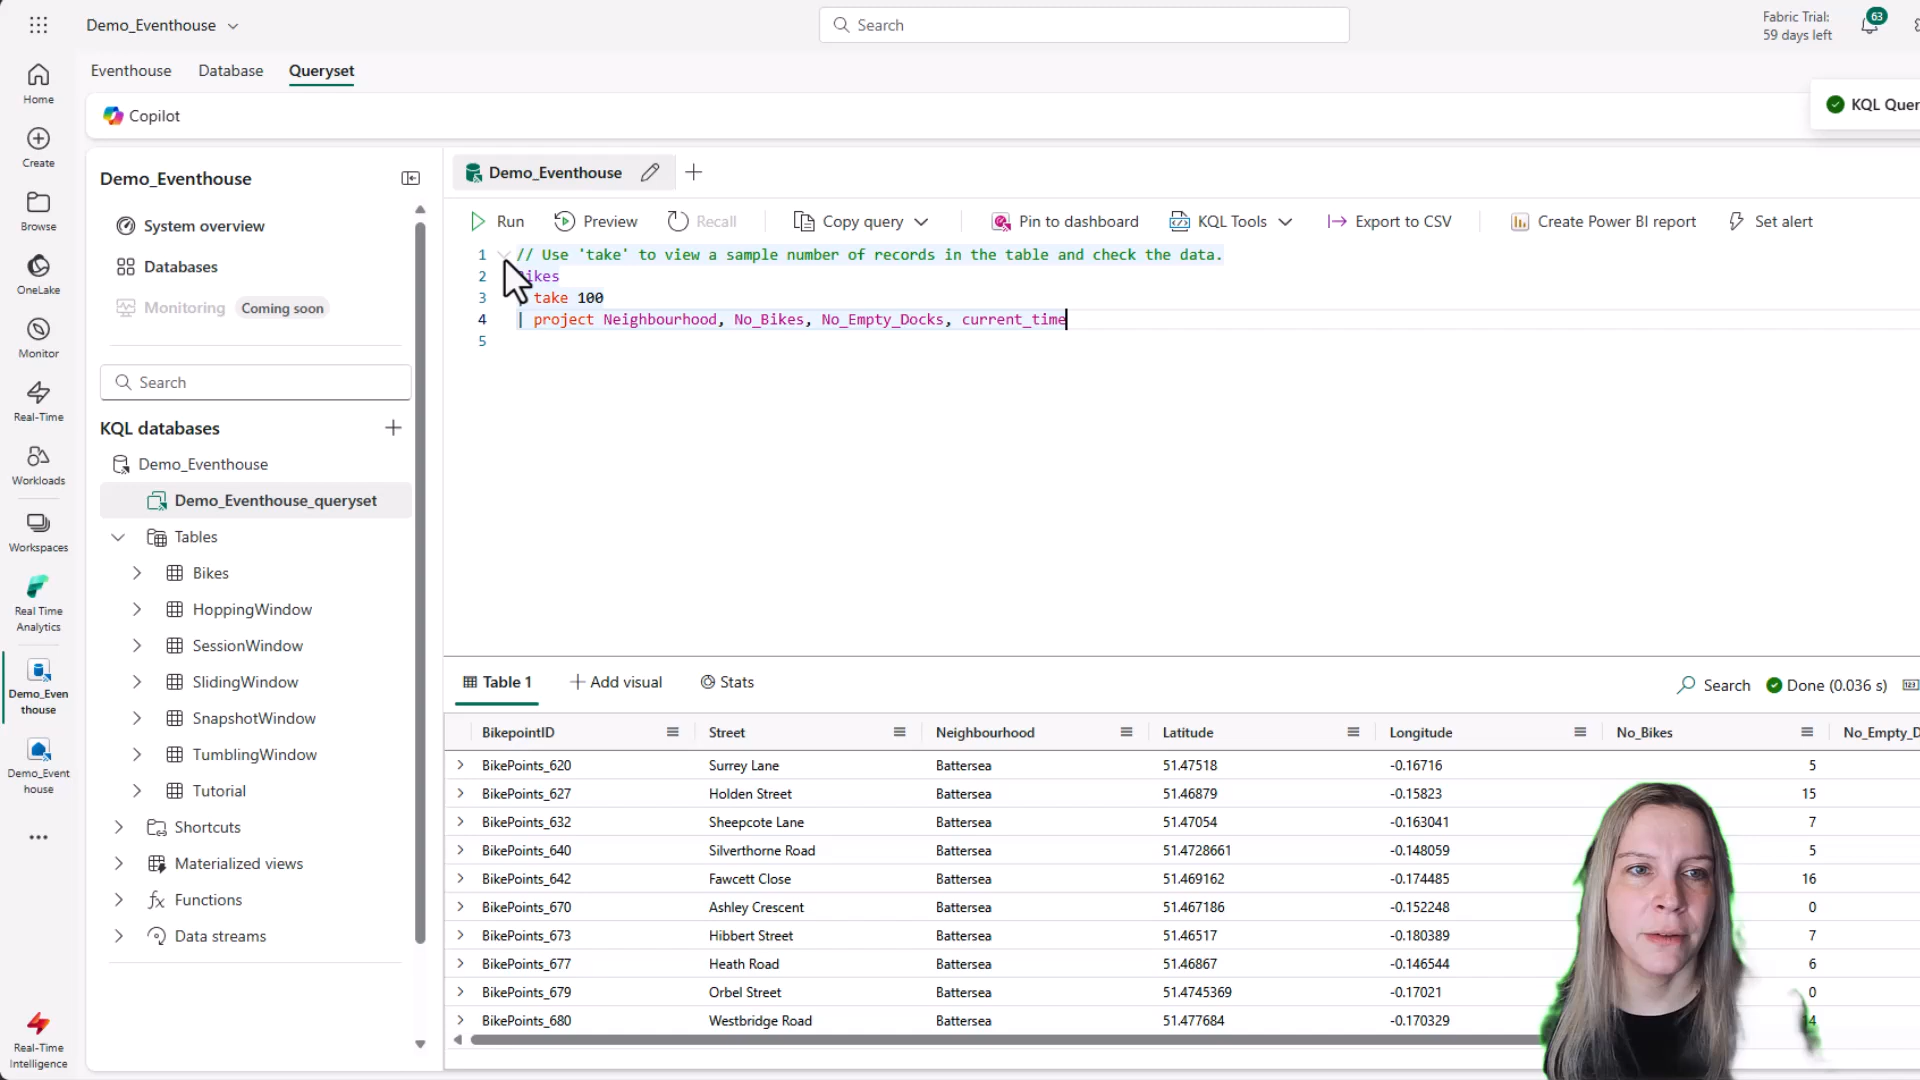 Demo_Eventhouse
Search
Fabric Trial:
59 days left
63
Home
Create
Browse
OneLake
Monitor
Real-Time
Workloads
Workspaces
Real Time
Analytics
Demo_Even
thouse
Demo_Event
house
Real-Time
Intelligence
Eventhouse Database Queryset
Copilot
KQL Quer
Demo_Eventhouse
System overview
Databases
Monitoring Coming soon
Search
KQL databases
Demo_Eventhouse
Demo_Eventhouse_queryset
Tables
Bikes
HoppingWindow
SessionWindow
SlidingWindow
SnapshotWindow
TumblingWindow
Tutorial
Shortcuts
Materialized views
Functions
Data streams
Demo_Eventhouse
Run Preview Recall Copy query Pin to dashboard KQL Tools Export to CSV Create Power BI report Set alert
1 // Use 'take' to view a sample number of records in the table and check the data.
2 ikes
3 take 100
4 | project Neighbourhood, No_Bikes, No_Empty_Docks, current_time
5
Table 1 Add visual Stats
Search Done (0.036 s)
BikepointID Street Neighbourhood Latitude Longitude No_Bikes No_Empty_D
BikePoints_620 Surrey Lane Battersea 51.47518 -0.16716 5
BikePoints_627 Holden Street Battersea 51.46879 -0.15823 15
BikePoints_632 Sheepcote Lane Battersea 51.47054 -0.163041 7
BikePoints_640 Silverthorne Road Battersea 51.4728661 -0.148059 5
BikePoints_642 Fawcett Close Battersea 51.469162 -0.174485 16
BikePoints_670 Ashley Crescent Battersea 51.467186 -0.152248 0
BikePoints_673 Hibbert Street Battersea 51.46517 -0.180389 7
BikePoints_677 Heath Road Battersea 51.46867 -0.146544 6
BikePoints_679 Orbel Street Battersea 51.4745369 -0.17021 0
BikePoints_680 Westbridge Road Battersea 51.477684 -0.170329 14